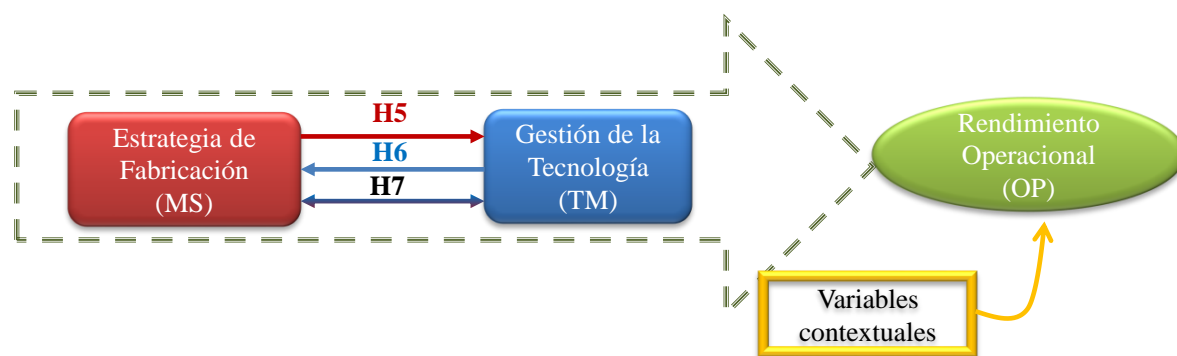 Estrategia de
Fabricación
(MS)
H5
H6
H7
Gestión de la
Tecnología
(TM)
Rendimiento
Operacional
(OP)
Variables
contextuales